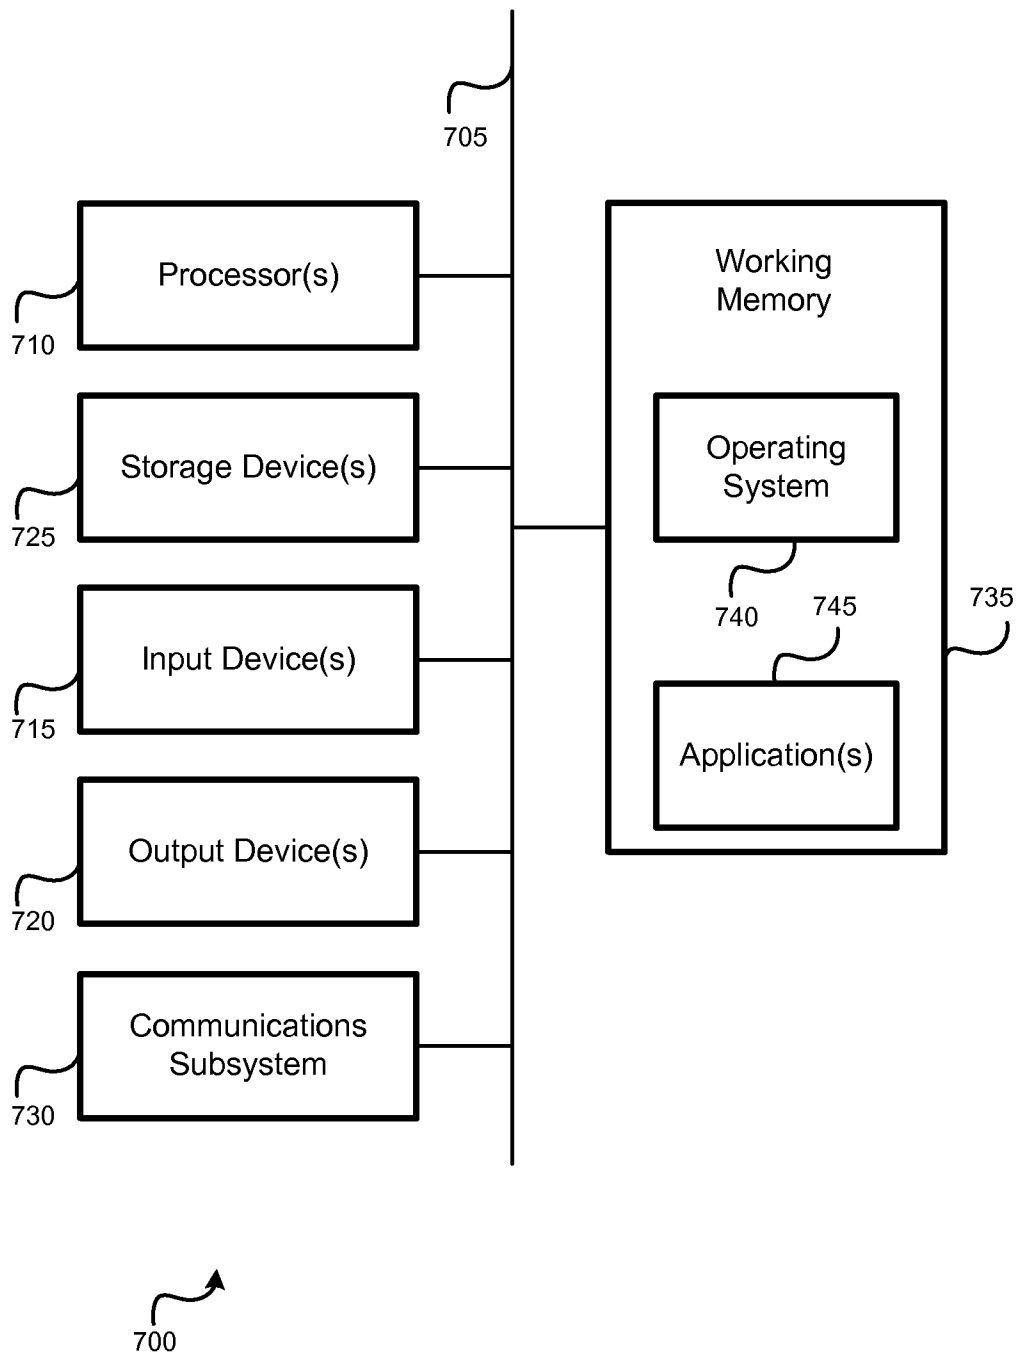 705
Processor(s)
710
Storage Device(s)
725
Input Device(s)
715
Output Device(s)
720
Communications
Subsystem
730
Working
Memory
Operating
System
740
745
735
Application(s)
700